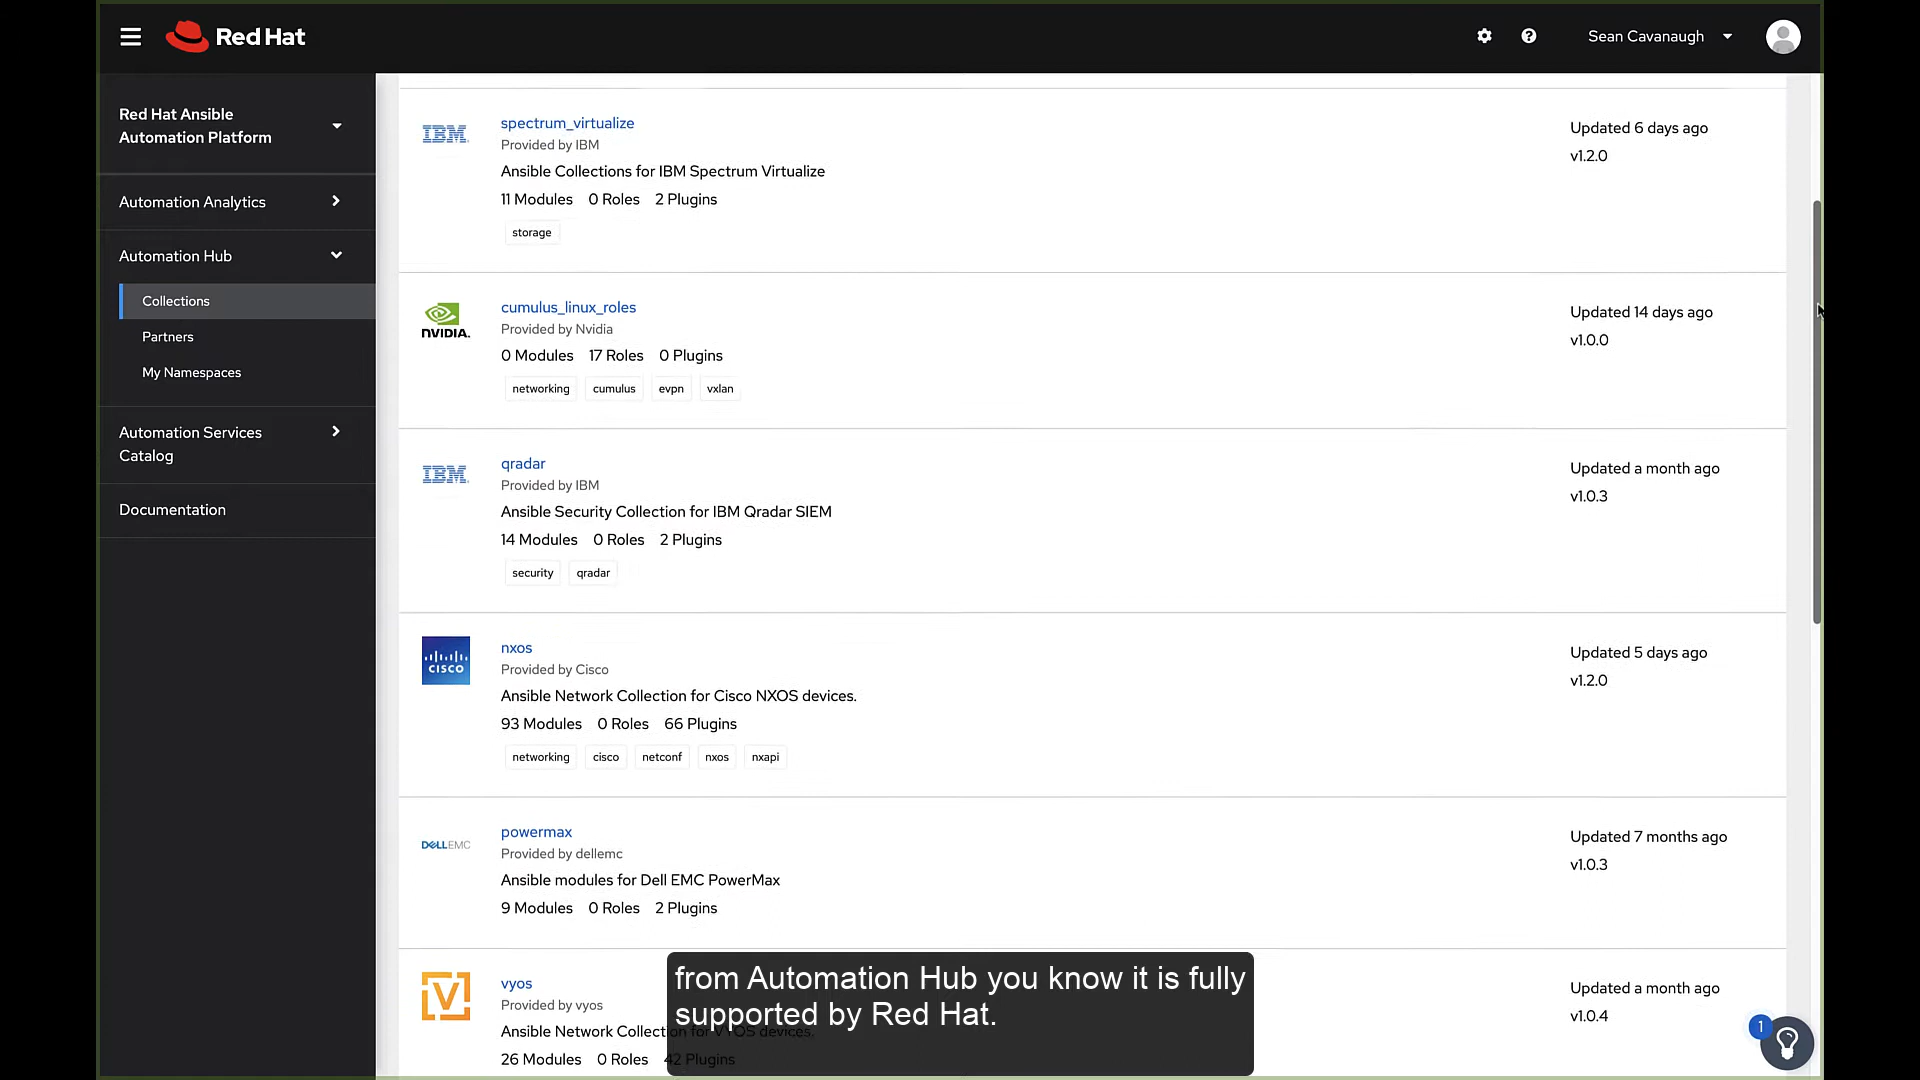 Red Hat
Sean Cavanaugh
Red Hat Ansible
Automation Platform
Automation Analytics
Automation Hub
Collections
Partners
My Namespaces
Automation Services
Catalog
Documentation
IBM
spectrum_virtualize
Provided by IBM
Ansible Collections for IBM Spectrum Virtualize
11 Modules 0 Roles 2 Plugins
storage
Updated 6 days ago
v1.2.0
NVIDIA.
cumulus_linux_roles
Provided by Nvidia
0 Modules 17 Roles 0 Plugins
networking cumulus evpn vxlan
Updated 14 days ago
v1.0.0
IBM
qradar
Provided by IBM
Ansible Security Collection for IBM Qradar SIEM
14 Modules 0 Roles 2 Plugins
security qradar
Updated a month ago
v1.0.3
CISCO
nxos
Provided by Cisco
Ansible Network Collection for Cisco NXOS devices.
93 Modules 0 Roles 66 Plugins
networking cisco netconf nxos nxapi
Updated 5 days ago
v1.2.0
DELLEMC
powermax
Provided by dellemc
Ansible modules for Dell EMC PowerMax
9 Modules 0 Roles 2 Plugins
Updated 7 months ago
v1.0.3
V
vyos
Provided by vyos
Ansible Network Collection for VYOS devices.
26 Modules 0 Roles 42 Plugins
Updated a month ago
v1.0.4
from Automation Hub you know it is fully
supported by Red Hat.
1